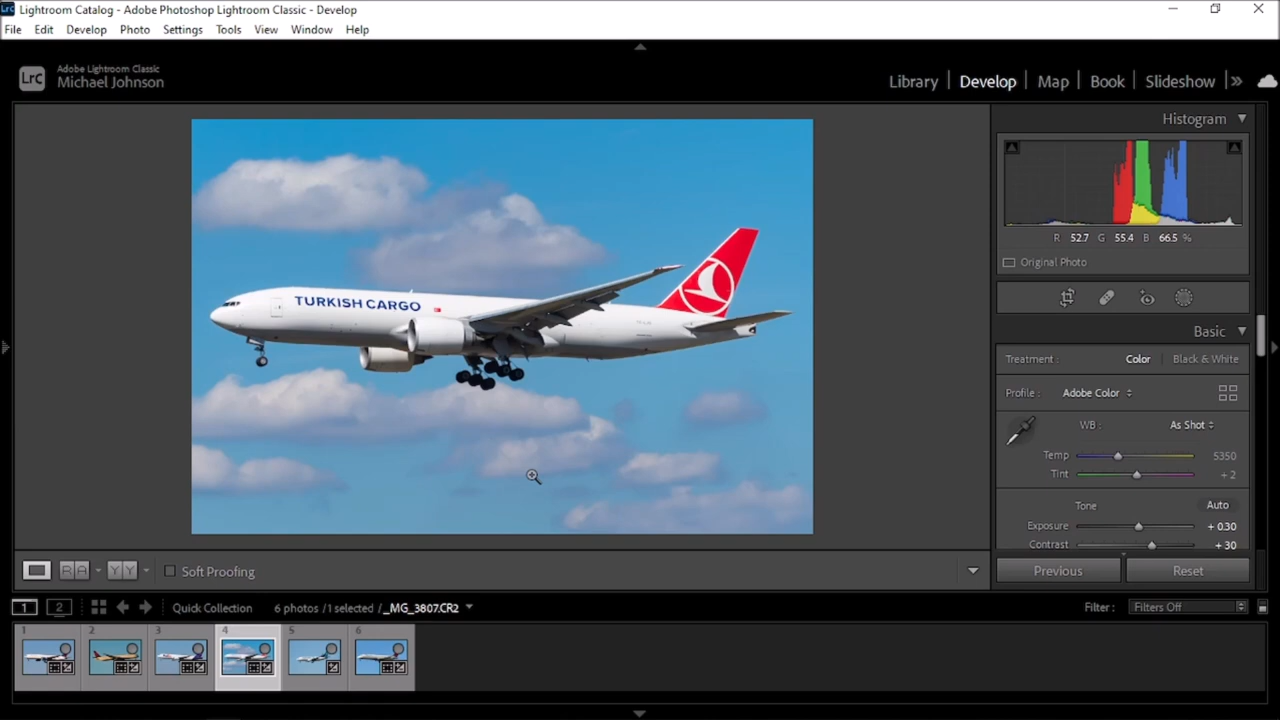 Lrc Lightroom Catalog - Adobe Photoshop Lightroom Classic - Develop
File Edit Develop Photo Settings Tools View Window Help
LrC Adobe Lightroom Classic
Michael Johnson
Library | Develop | Map | Book | Slideshow
Histogram
R 52.7 G 55.4 B 66.5 %
Original Photo
TURKISH CARGO
Basic
Treatment : Color Black & White
Profile : Adobe Color
WB : As Shot
Temp 5350
Tint + 2
Tone Auto
Exposure + 0.30
Contrast + 30
Previous Reset
R A Y Y Soft Proofing
1 2 Quick Collection 6 photos / 1 selected / _MG_3807.CR2 Filter : Filters Off
1 2 3 4 5 6